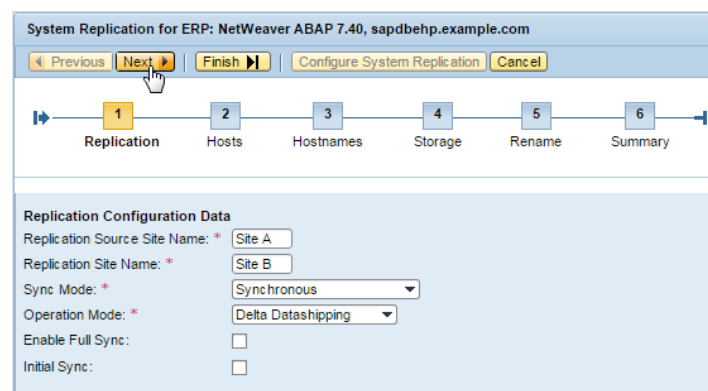 System Replication for ERP: NetWeaver ABAP 7.40, sapdbehp.example.com
Previous Next Finish Configure System Replication Cancel
1 2 3 4 5 6
Replication Hosts Hostnames Storage Rename Summary
Replication Configuration Data
Replication Source Site Name: * Site A
Replication Site Name: * Site B
Sync Mode: * Synchronous
Operation Mode: * Delta Datashipping
Enable Full Sync:
Initial Sync: